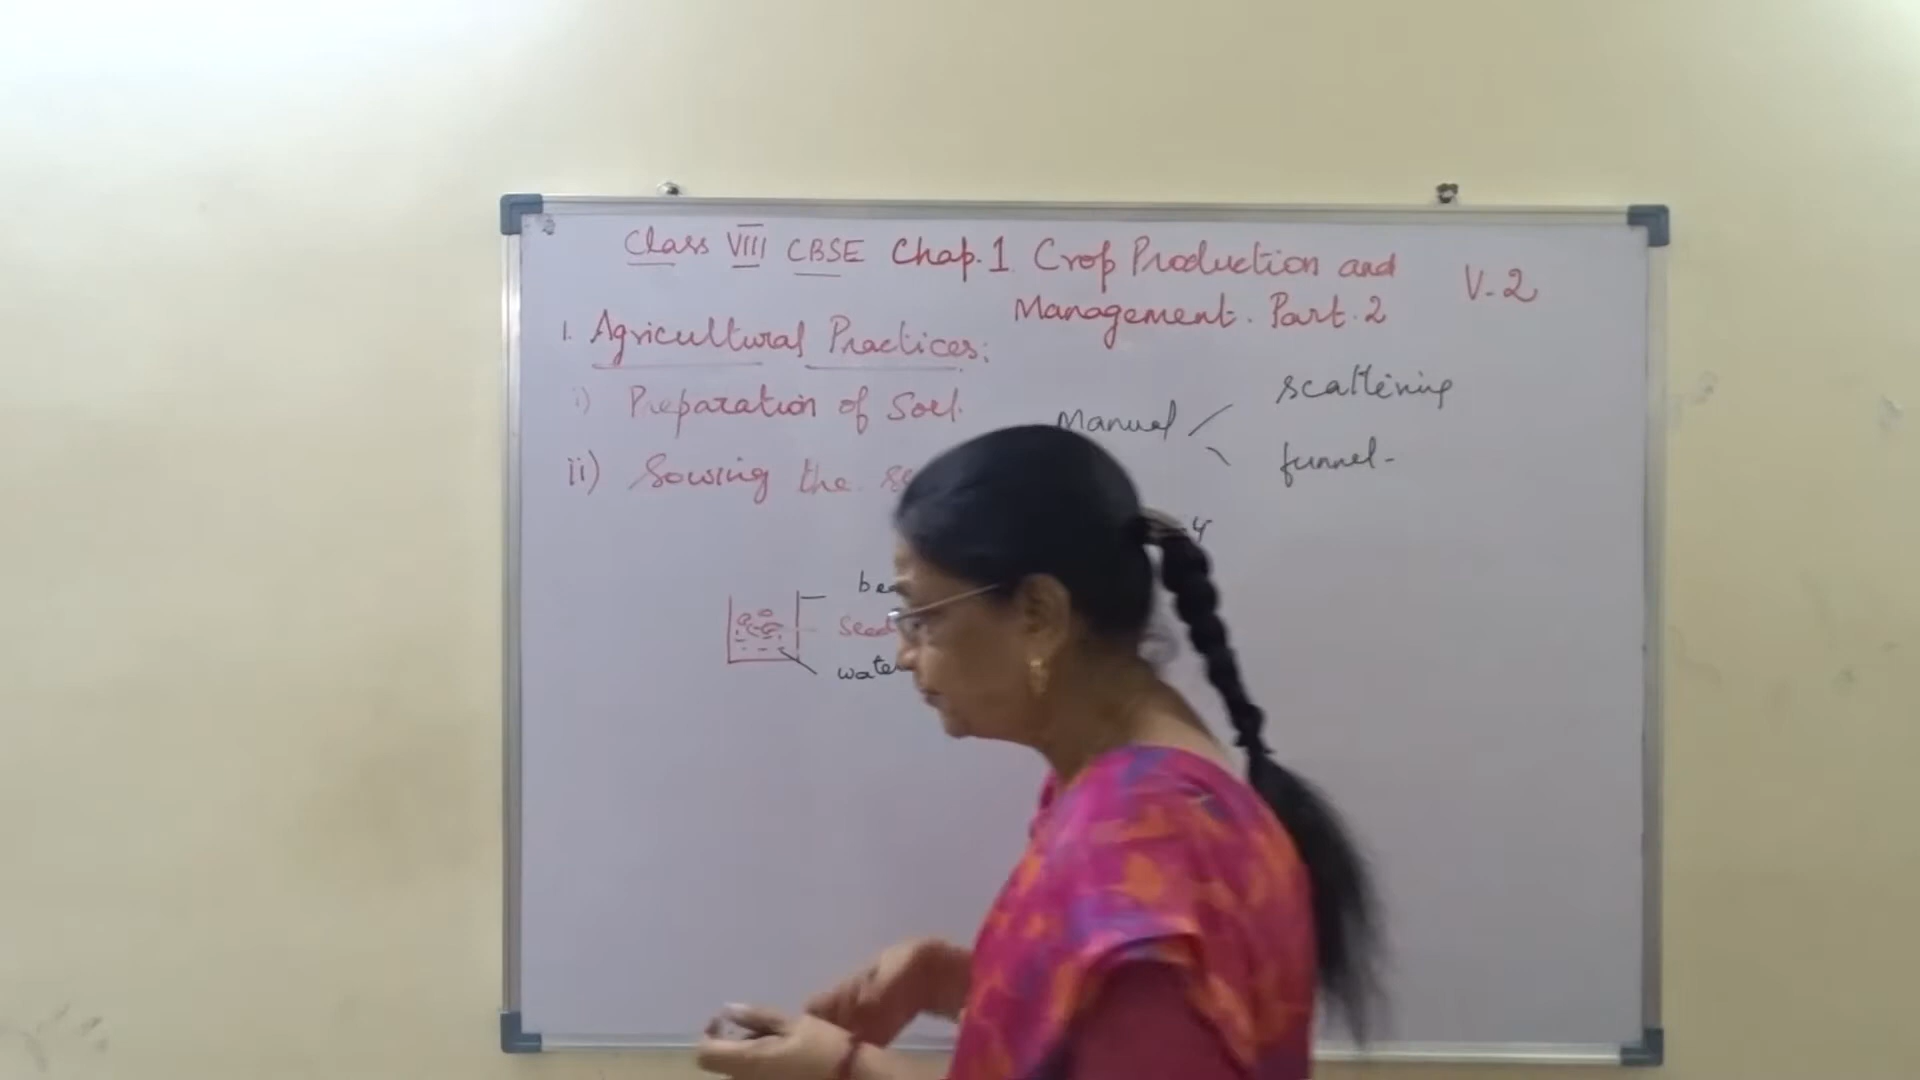 Class VIII CBSE Chap.1 Crop Production and
Management. Part.2
V-2
1. Agricultural Practices:
i) Preparation of Soil.
ii) Sowing the
Manual
scattering
funnel-
water